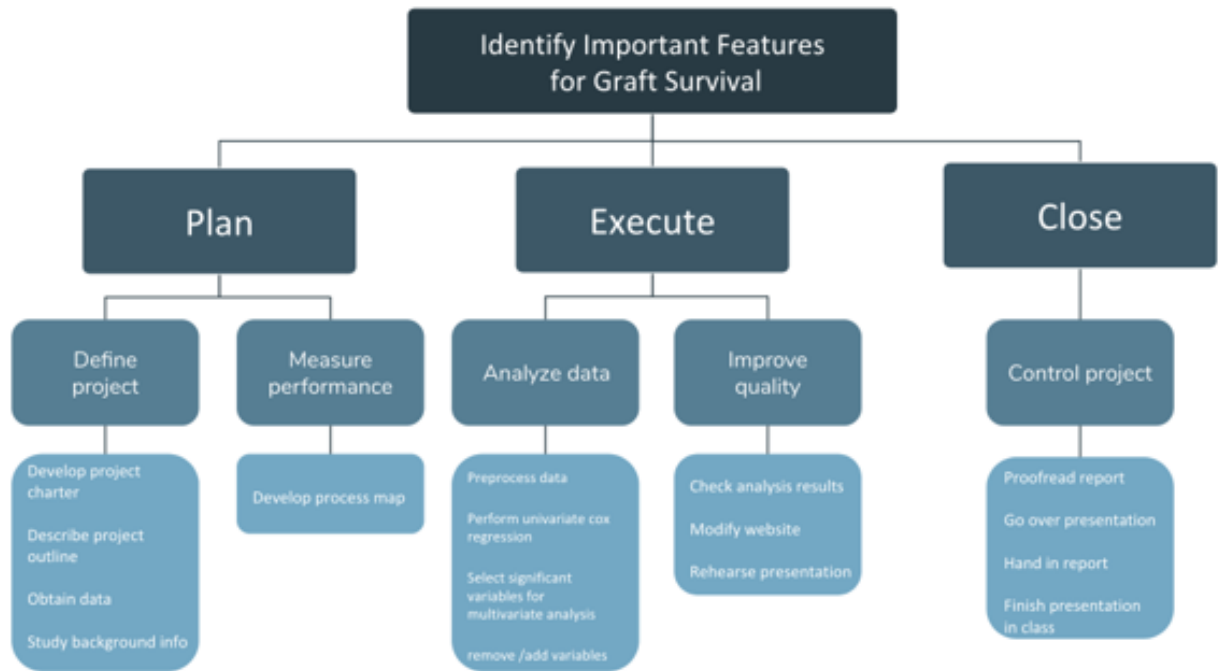 Identify Important Features
for Graft Survival
Plan
Execute
Close
Define
project
Measure
performance
Analyze data
Improve
quality
Control project
Develop project
charter
Describe project
outline
Obtain data
Study background info
Develop process map
Preprocess data
Perform univariate cox
regression
Select significant
variables for
multivariate analysis
remove /add variables
Check analysis results
Modify website
Rehearse presentation
Proofread report
Go over presentation
Hand in report
Finish presentation
in class